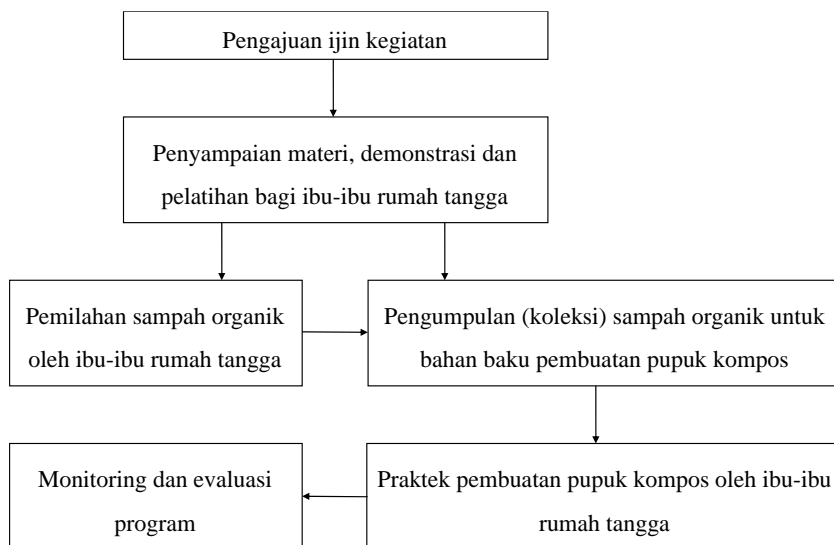 Pengajuan ijin kegiatan
Penyampaian materi, demonstrasi dan
pelatihan bagi ibu-ibu rumah tangga
Pemilahan sampah organik
oleh ibu-ibu rumah tangga
Pengumpulan (koleksi) sampah organik untuk
bahan baku pembuatan pupuk kompos
Monitoring dan evaluasi
program
Praktek pembuatan pupuk kompos oleh ibu-ibu
rumah tangga